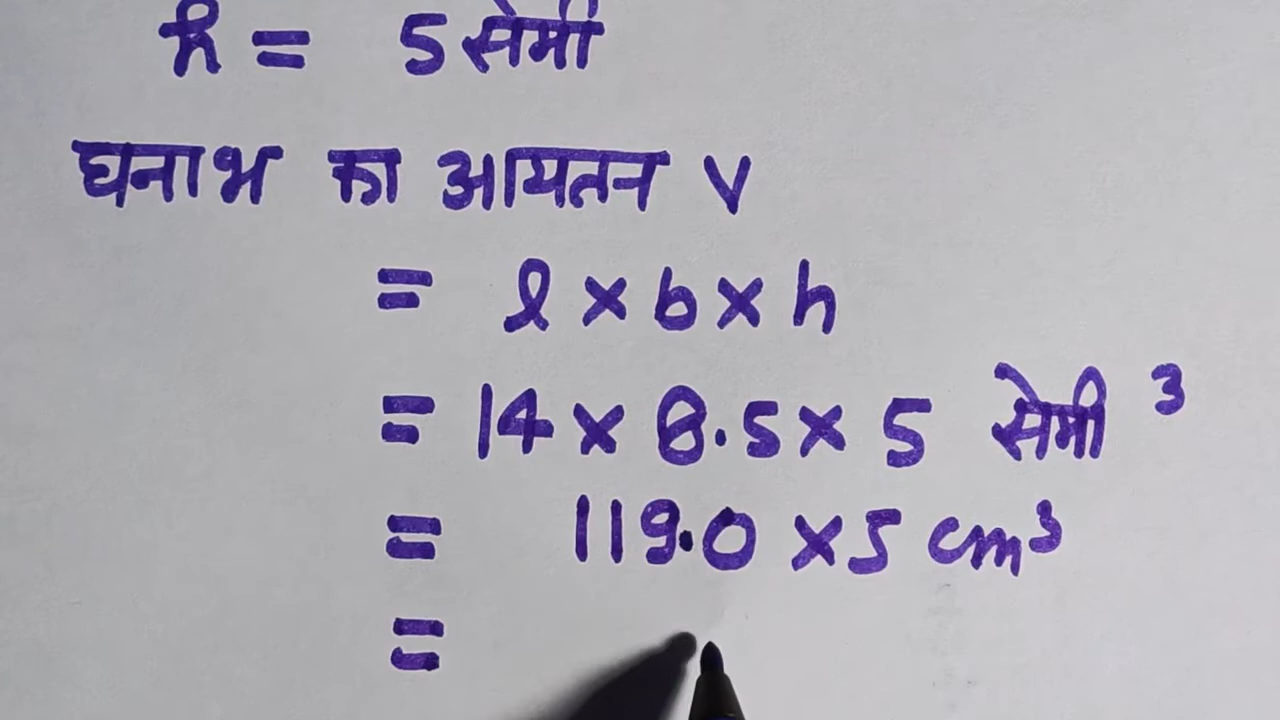 h = 5 सेमी
घनाभ का आयतन V
= l × b × h
= 14 × 8.5 × 5 सेमी ³
= 119.0 × 5 cm³
=